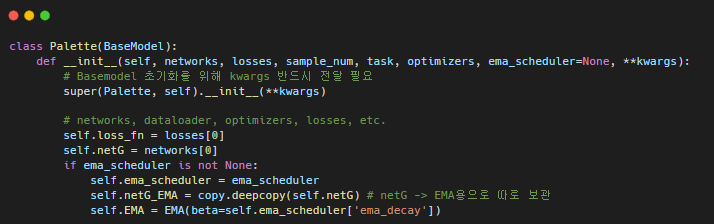 class Palette(BaseModel):
    def __init__(self, networks, losses, sample_num, task, optimizers, ema_scheduler=None, **kwargs):
        # Basemodel 초기화를 위해 kwargs 반드시 전달 필요
        super(Palette, self).__init__(**kwargs)

        # networks, dataloader, optimizers, losses, etc.
        self.loss_fn = losses[0]
        self.netG = networks[0]
        if ema_scheduler is not None:
            self.ema_scheduler = ema_scheduler
            self.netG_EMA = copy.deepcopy(self.netG) # netG -> EMA용으로 따로 보관
            self.EMA = EMA(beta=self.ema_scheduler['ema_decay'])